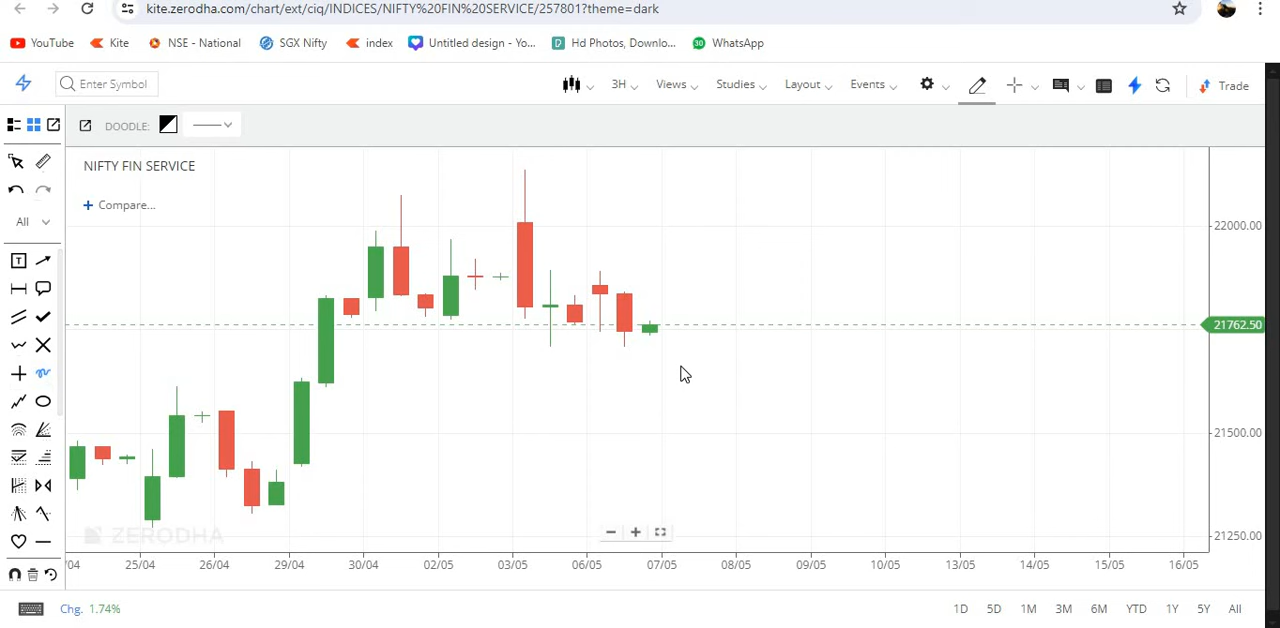 kite.zerodha.com/chart/ext/ciq/INDICES/NIFTY%20FIN%20SERVICE/257801?theme=dark
YouTube Kite NSE - National SGX Nifty index Untitled design - Yo... Hd Photos, Downlo... 30 WhatsApp
Enter Symbol 3H Views Studies Layout Events Trade
DOODLE:
NIFTY FIN SERVICE
Compare...
All
T
22000.00
21762.50
21500.00
21250.00
ZERODHA
/04 25/04 26/04 29/04 30/04 02/05 03/05 06/05 07/05 08/05 09/05 10/05 13/05 14/05 15/05 16/05
Chg. 1.74% 1D 5D 1M 3M 6M YTD 1Y 5Y All